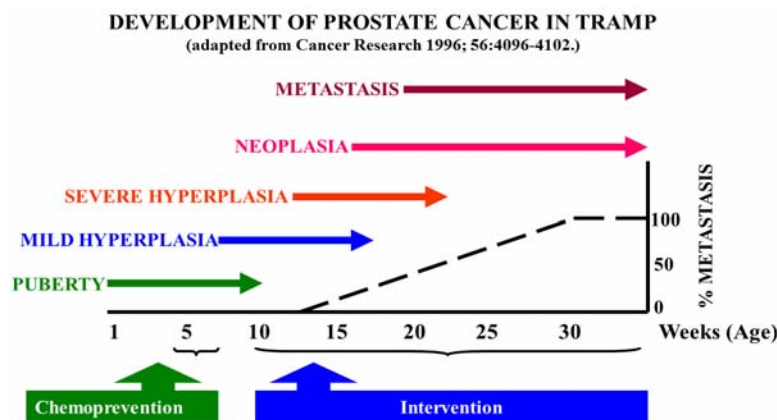 DEVELOPMENT OF PROSTATE CANCER IN TRAMP
(adapted from Cancer Research 1996; 56:4096-4102.)
METASTASIS
NEOPLASIA
SEVERE HYPERPLASIA
MILD HYPERPLASIA
PUBERTY
100
50
0
% METASTASIS
1 5 10 15 20 25 30 Weeks (Age)
Chemoprevention Intervention